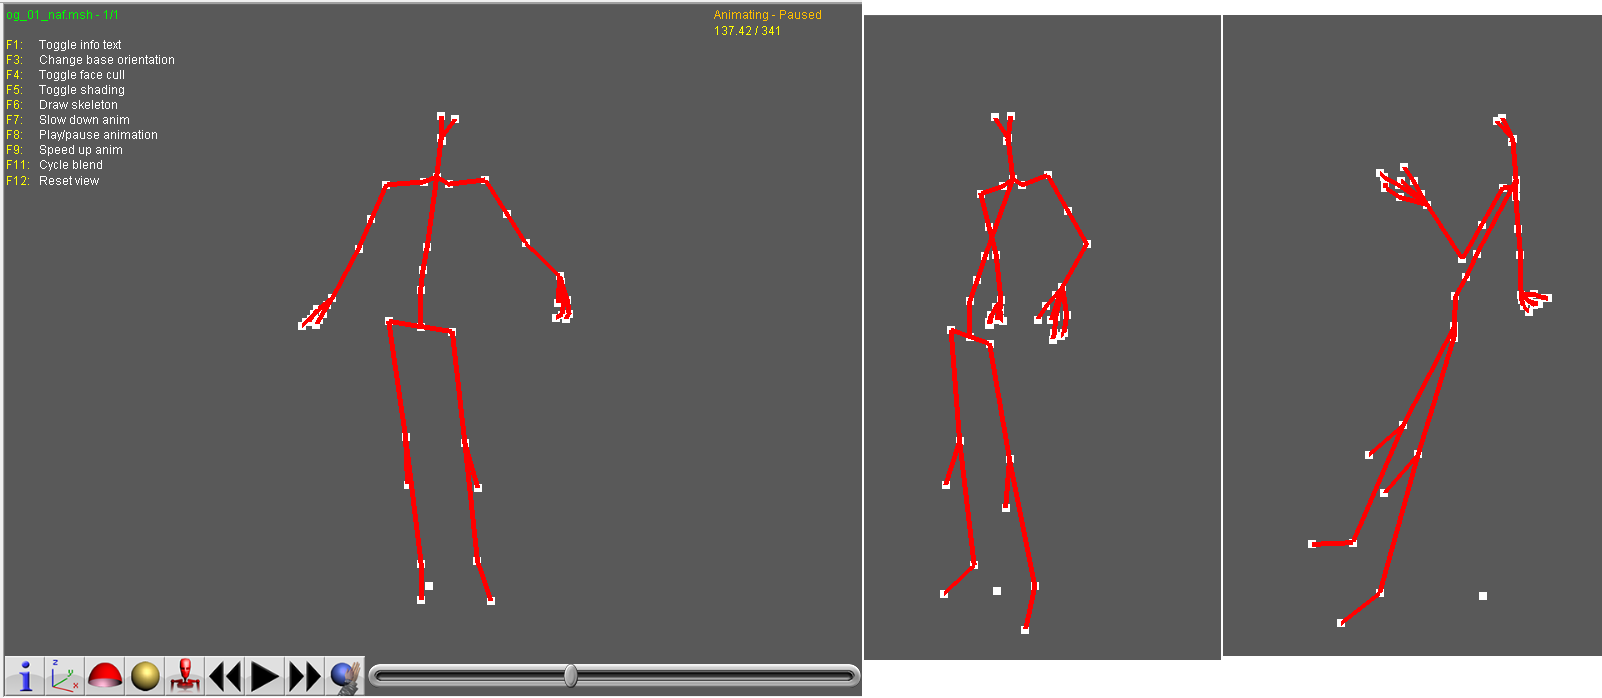 og_01_naf.msh - 1/1
Animating - Paused
137.42 / 341
F1: Toggle info text
F3: Change base orientation
F4: Toggle face cull
F5: Toggle shading
F6: Draw skeleton
F7: Slow down anim
F8: Play/pause animation
F9: Speed up anim
F11: Cycle blend
F12: Reset view
i
z
y
x